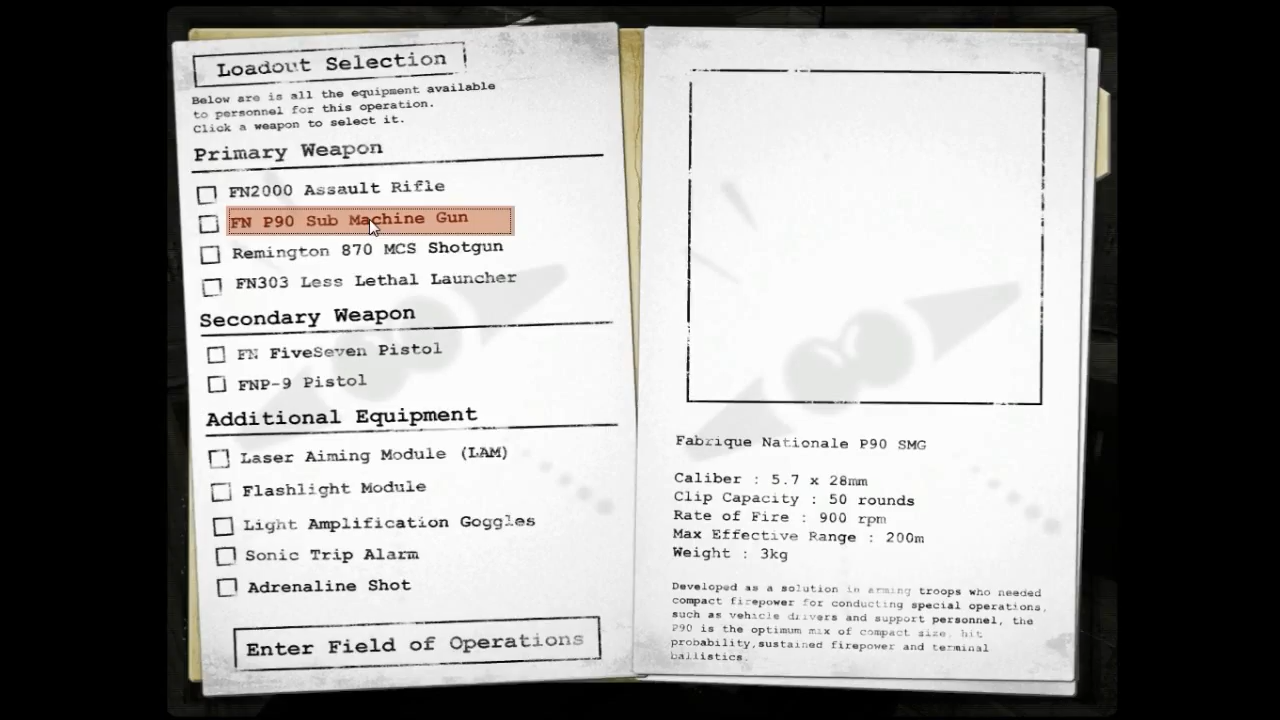 Loadout Selection
Below are is all the equipment available
to personnel for this operation.
Click a weapon to select it.
Primary Weapon
FN2000 Assault Rifle
FN P90 Sub Machine Gun
Remington 870 MCS Shotgun
FN303 Less Lethal Launcher
Secondary Weapon
FN FiveSeven Pistol
FNP-9 Pistol
Additional Equipment
Laser Aiming Module (LAM)
Flashlight Module
Light Amplification Goggles
Sonic Trip Alarm
Adrenaline Shot
Enter Field of Operations
Fabrique Nationale P90 SMG
Caliber : 5.7 x 28mm
Clip Capacity : 50 rounds
Rate of Fire : 900 rpm
Max Effective Range : 200m
Weight : 3kg
Developed as a solution in arming troops who needed
compact firepower for conducting special operations,
such as vehicle drivers and support personnel, the
P90 is the optimum mix of compact size, hit
probability,sustained firepower and terminal
ballistics.